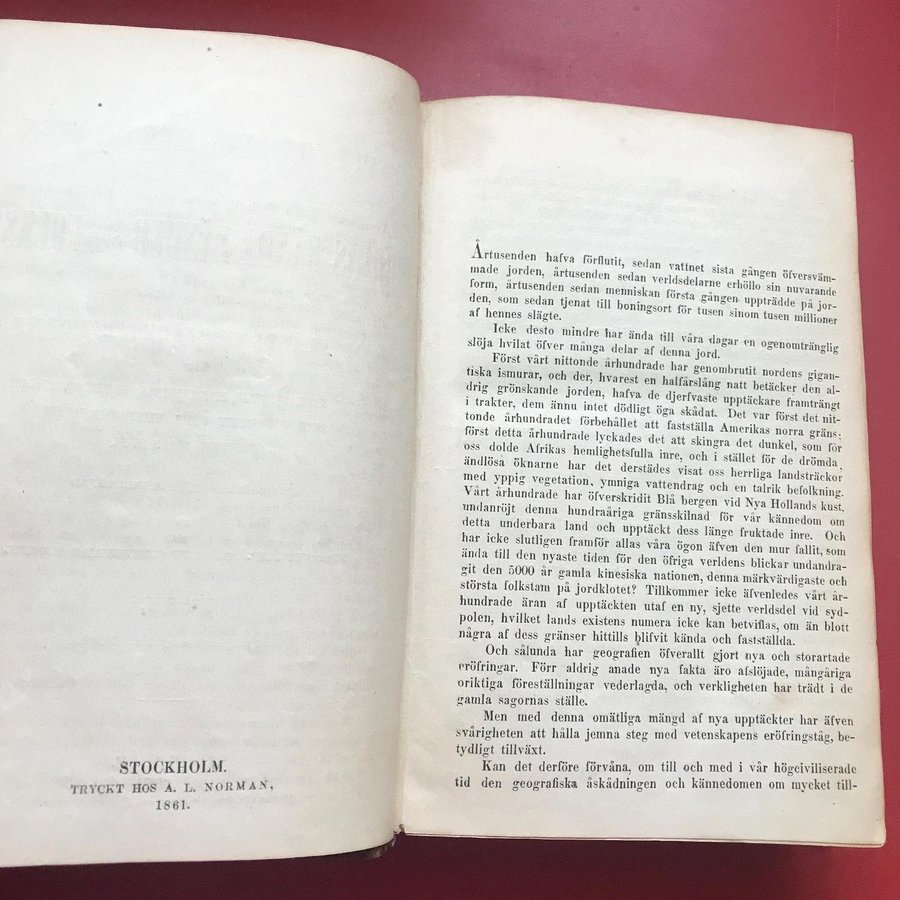 STOCKHOLM.
TRYCKT HOS A. L. NORMAN,
1861.
Årtusenden hafva förflutit, sedan vattnet sista gången öfversväm-
made jorden, årtusenden sedan verldsdelarne erhöllo sin nuvarande
form, årtusenden sedan menniskan första gången uppträdde på jor-
den, som sedan tjenat till boningsort för tusen sinom tusen millioner
af hennes slägte.
Icke desto mindre har ända till våra dagar en ogenomtränglig
slöja hvilat öfver många delar af denna jord.
Först vårt nittonde århundrade har genombrutit nordens gigan-
tiska ismurar, och der, hvarest en halfårslång natt betäcker den al-
drig grönskande jorden, hafva de djerfvaste upptäckare framträngt
i trakter, dem ännu intet dödligt öga skådat. Det var först det nit-
tonde århundradet förbehållet att fastställa Amerikas norra gräns;
först detta århundrade lyckades det att skingra det dunkel, som för
oss dolde Afrikas hemlighetsfulla inre, och i stället för de drömda,
ändlösa öknarne har det derstädes visat oss herrliga landsträckor
med yppig vegetation, ymniga vattendrag och en talrik befolkning.
Vårt århundrade har öfverskridit Blå bergen vid Nya Hollands kust,
undanröjt denna hundraåriga gränsskilnad för vår kännedom om
detta underbara land och upptäckt dess länge fruktade inre. Och
har icke slutligen framför allas våra ögon äfven den mur fallit, som
ända till den nyaste tiden för den öfriga verldens blickar undandra-
git den 5000 år gamla kinesiska nationen, denna märkvärdigaste och
största folkstam på jordklotet? Tillkommer icke äfvenledes vårt år-
hundrade äran af upptäckten utaf en ny, sjette verldsdel vid syd-
polen, hvilket lands existens numera icke kan betviflas, om än blott
några af dess gränser hittills blifvit kända och fastställda.
Och sålunda har geografien öfverallt gjort nya och storartade
eröfringar. Förr aldrig anade nya fakta äro afslöjade, mångåriga
oriktiga föreställningar vederlagda, och verkligheten har trädt i de
gamla sagornas ställe.
Men med denna omätliga mängd af nya upptäckter har äfven
svårigheten att hålla jemna steg med vetenskapens eröfringståg, be-
tydligt tillväxt.
Kan det derföre förvåna, om till och med i vår högciviliserade
tid den geografiska åskådningen och kännedomen om mycket till-